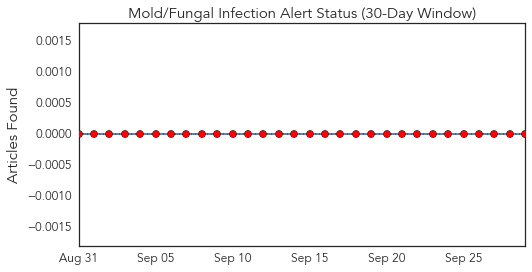 Mold/Fungal Infection Alert Status (30-Day Window)
Articles Found
0.0015
0.0010
0.0005
0.0000
−0.0005
−0.0010
−0.0015
Aug 31 Sep 05 Sep 10 Sep 15 Sep 20 Sep 25